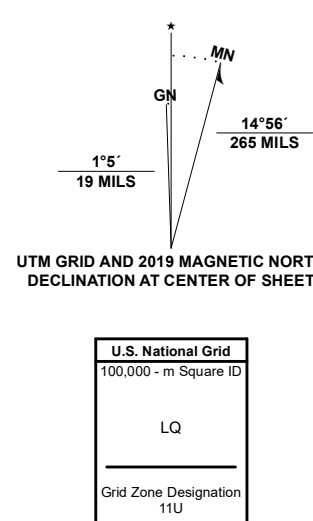 ★
MN
GN
14°56´
265 MILS
1°5´
19 MILS
UTM GRID AND 2019 MAGNETIC NORT
DECLINATION AT CENTER OF SHEET
U.S. National Grid
100,000 - m Square ID
LQ
Grid Zone Designation
11U